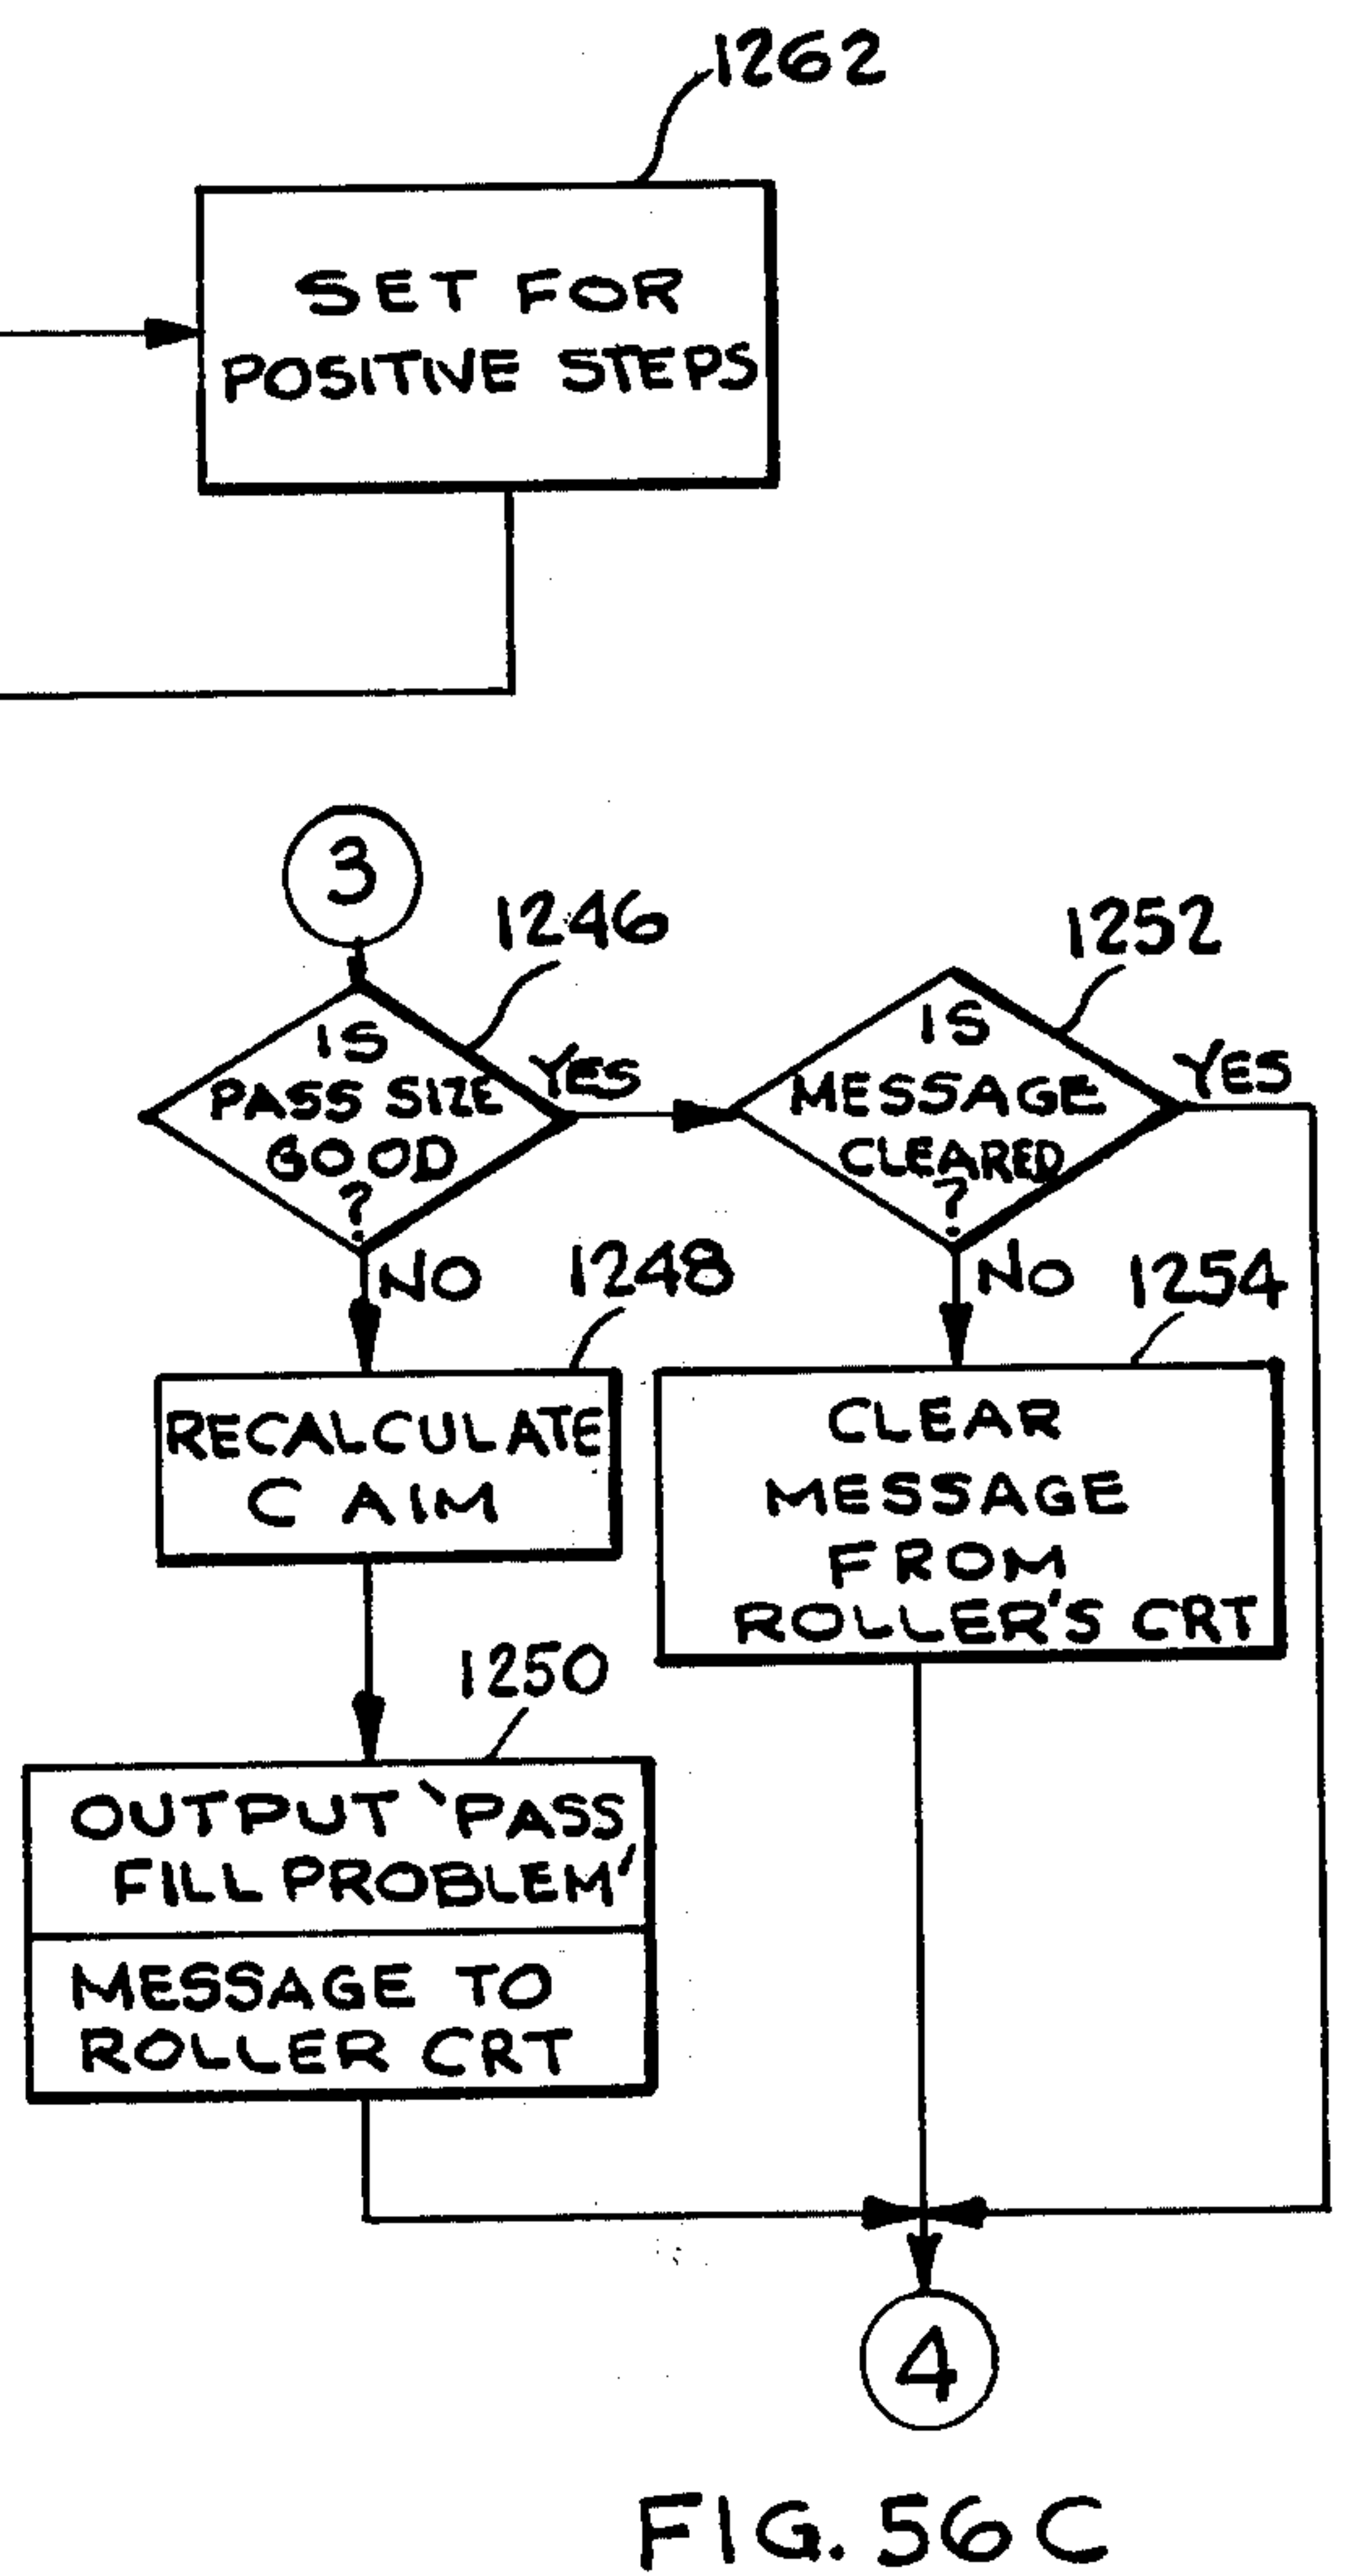 1262
SET FOR
POSITIVE STEPS
3
1246
IS
PASS SIZE
GOOD
?
YES
NO
1252
IS
MESSAGE
CLEARED
?
YES
NO
1248
RECALCULATE
C AIM
1254
CLEAR
MESSAGE
FROM
ROLLER'S CRT
1250
OUTPUT 'PASS
FILL PROBLEM'
MESSAGE TO
ROLLER CRT
4
FIG. 56C